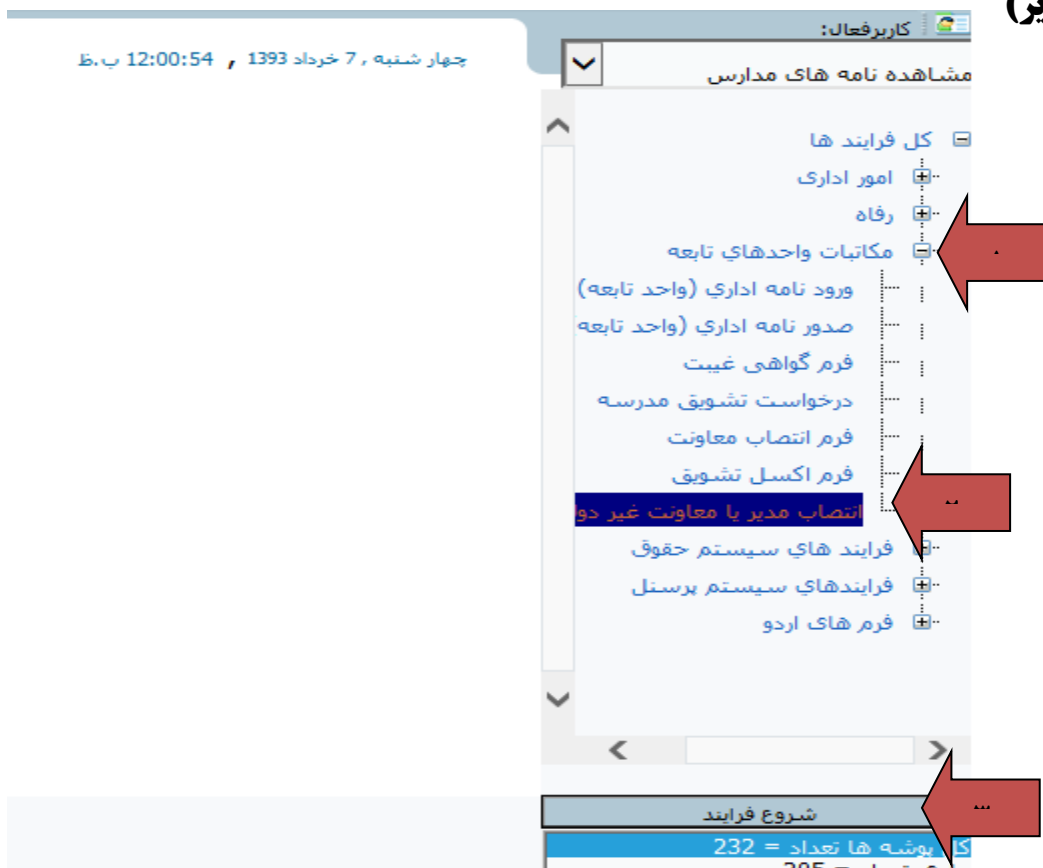 کاربرفعال:
چهار شنبه , 7 خرداد 1393 , 12:00:54 ب.ظ
مشاهده نامه های مدارس
کل فرایند ها
امور اداری
رفاه
مکاتبات واحدهاي تابعه
ورود نامه اداري (واحد تابعه)
صدور نامه اداري (واحد تابعه
فرم گواهی غیبت
درخواست تشویق مدرسه
فرم انتصاب معاونت
فرم اکسل تشویق
انتصاب مدیر یا معاونت غیر دو
فرایند هاي سیستم حقوق
فرایندهاي سیستم پرسنل
فرم های اردو
شروع فرایند
پوشه ها تعداد = 232